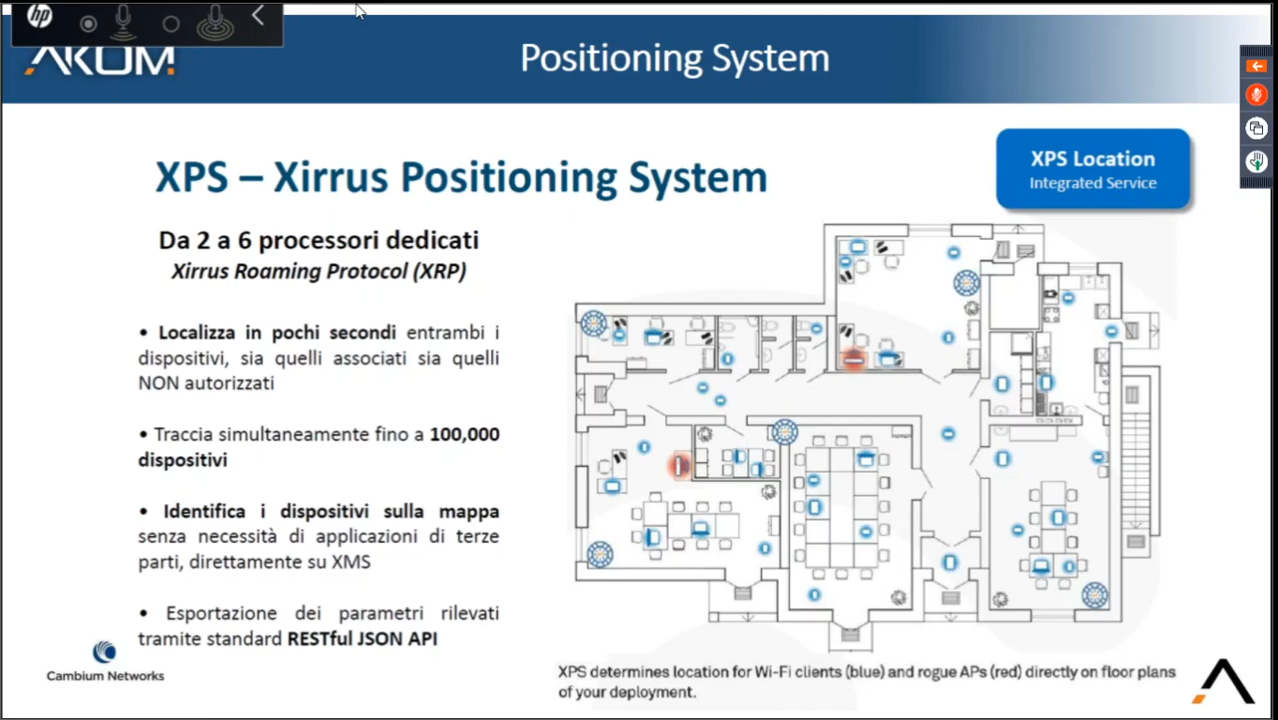 hp
AKOM.
Positioning System
XPS – Xirrus Positioning System
XPS Location
Integrated Service
Da 2 a 6 processori dedicati
Xirrus Roaming Protocol (XRP)
• Localizza in pochi secondi entrambi i
dispositivi, sia quelli associati sia quelli
NON autorizzati
• Traccia simultaneamente fino a 100,000
dispositivi
• Identifica i dispositivi sulla mappa
senza necessità di applicazioni di terze
parti, direttamente su XMS
• Esportazione dei parametri rilevati
tramite standard RESTful JSON API
Cambium Networks
XPS determines location for Wi-Fi clients (blue) and rogue APs (red) directly on floor plans
of your deployment.